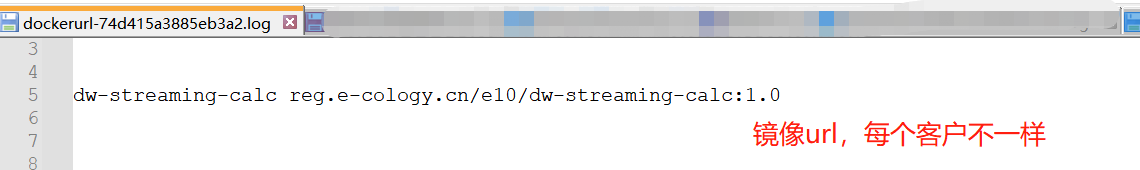 dockerurl-74d415a3885eb3a2.log
3
4
5 dw-streaming-calc reg.e-cology.cn/e10/dw-streaming-calc:1.0
6
7 镜像url，每个客户不一样
8